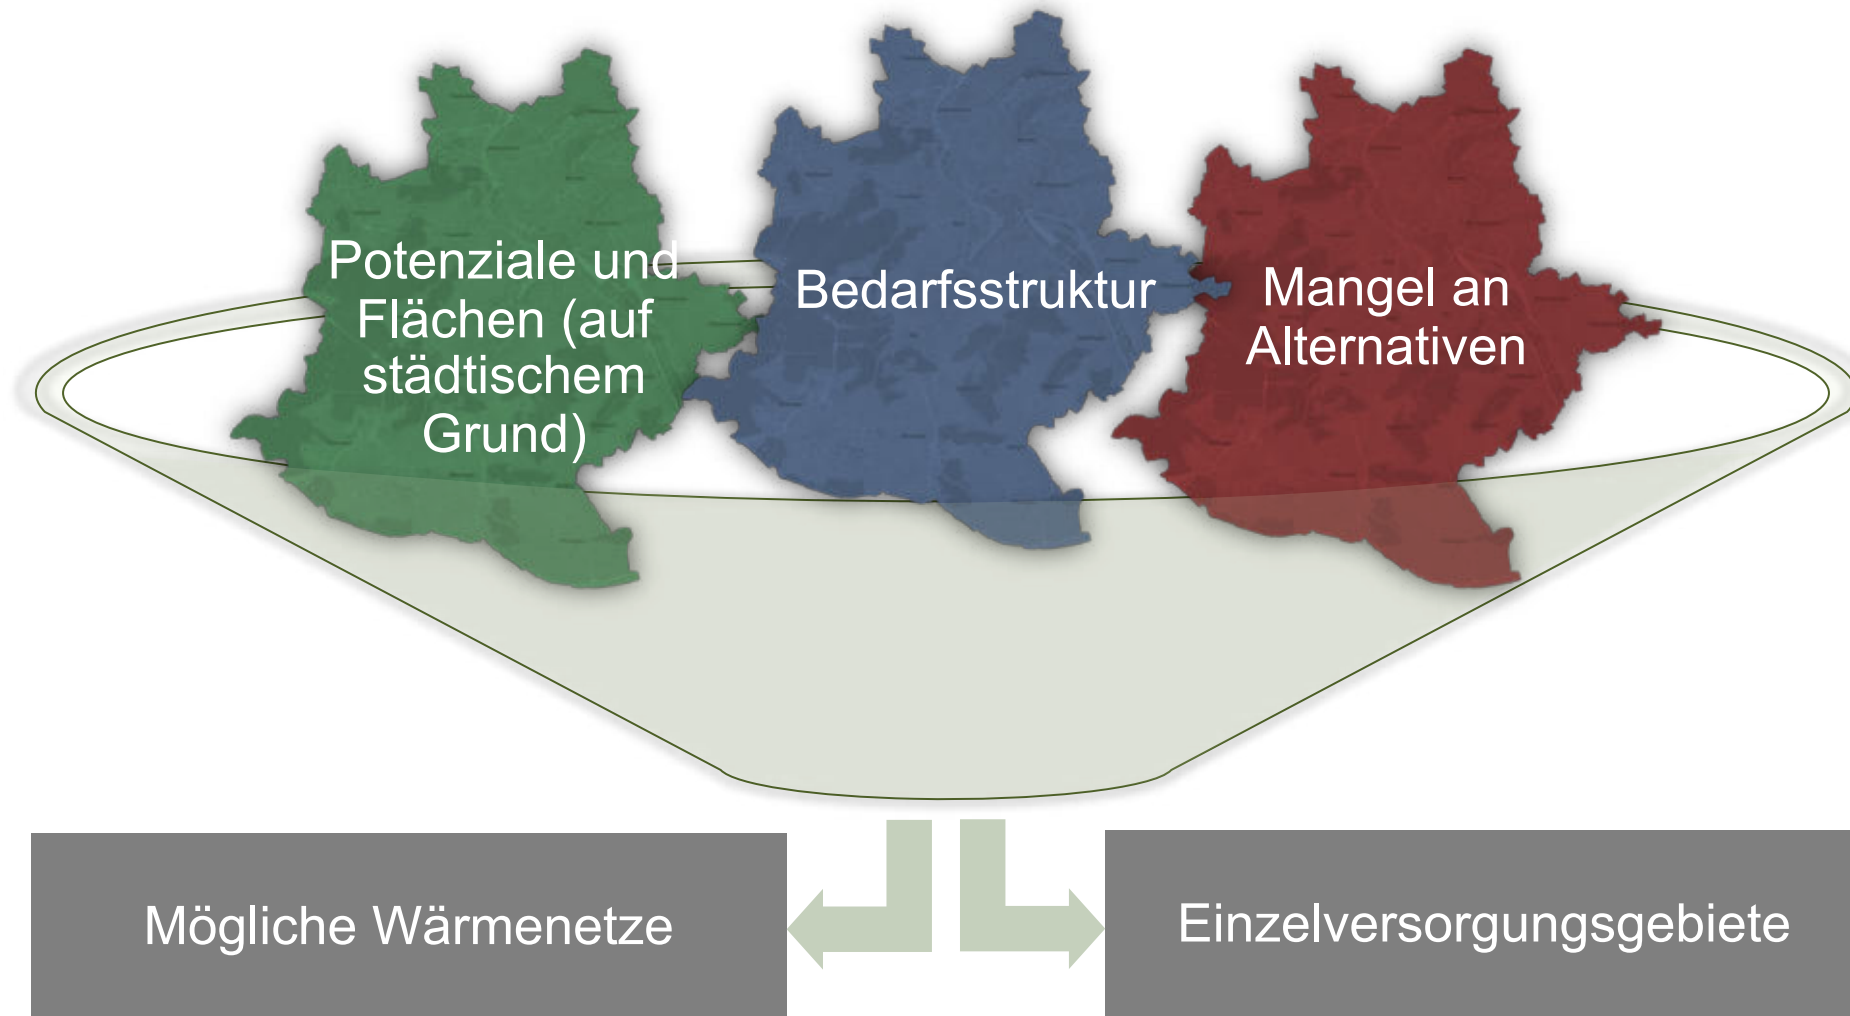 Potenziale und
Flächen (auf
städtischem
Grund)
Bedarfsstruktur
Mangel an
Alternativen
Mögliche Wärmenetze
Einzelversorgungsgebiete